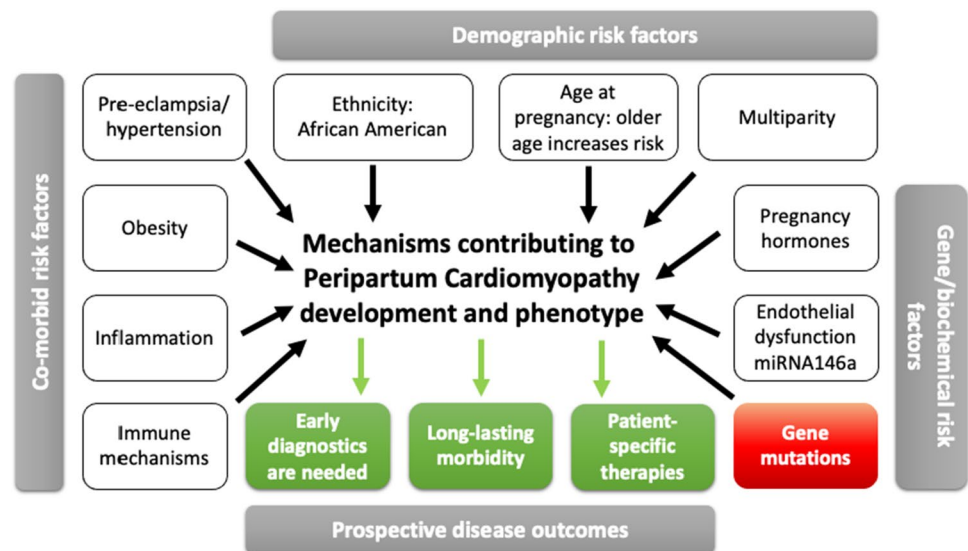 Demographic risk factors
Co-morbid risk factors
Pre-eclampsia/
hypertension
Ethnicity:
African American
Age at
pregnancy: older
age increases risk
Multiparity
Obesity
Inflammation
Immune
mechanisms
Mechanisms contributing to
Peripartum Cardiomyopathy
development and phenotype
Pregnancy
hormones
Endothelial
dysfunction
miRNA146a
Gene
mutations
Gene/biochemical risk
factors
Early
diagnostics
are needed
Long-lasting
morbidity
Patient-
specific
therapies
Prospective disease outcomes